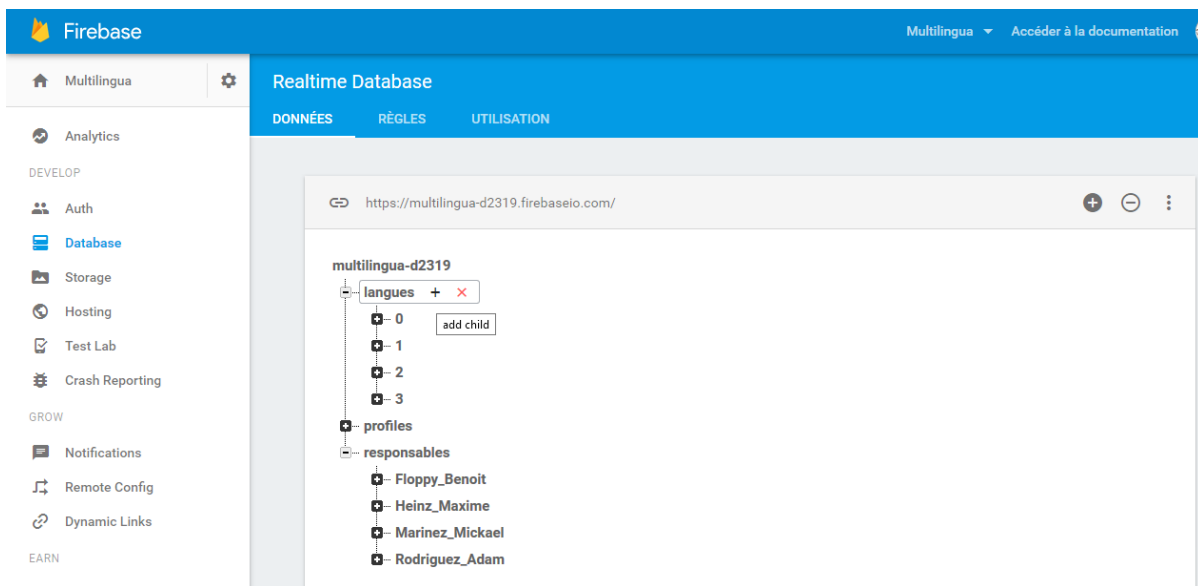 Firebase
Multilingua Accéder à la documentation
Multilingua
Realtime Database
DONNÉES RÈGLES UTILISATION
Analytics
DEVELOP
Auth
Database
Storage
Hosting
Test Lab
Crash Reporting
GROW
Notifications
Remote Config
Dynamic Links
EARN
https://multilingua-d2319.firebaseio.com/
multilingua-d2319
langues + ×
add child
0
1
2
3
profiles
responsables
Floppy_Benoit
Heinz_Maxime
Marinez_Mickael
Rodriguez_Adam